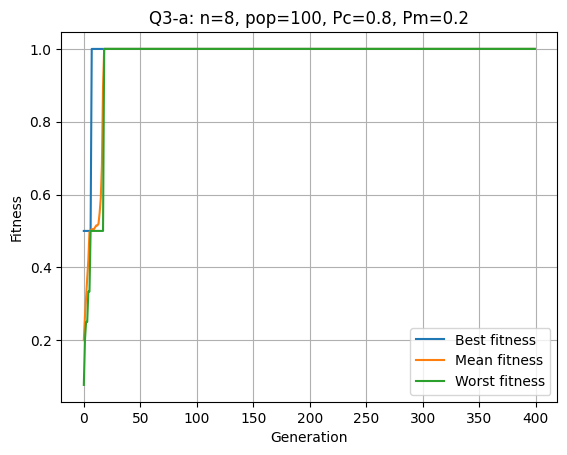 Q3-a: n=8, pop=100, Pc=0.8, Pm=0.2
1.0
0.8
0.6
0.4
0.2
Fitness
Best fitness
Mean fitness
Worst fitness
0 50 100 150 200 250 300 350 400
Generation